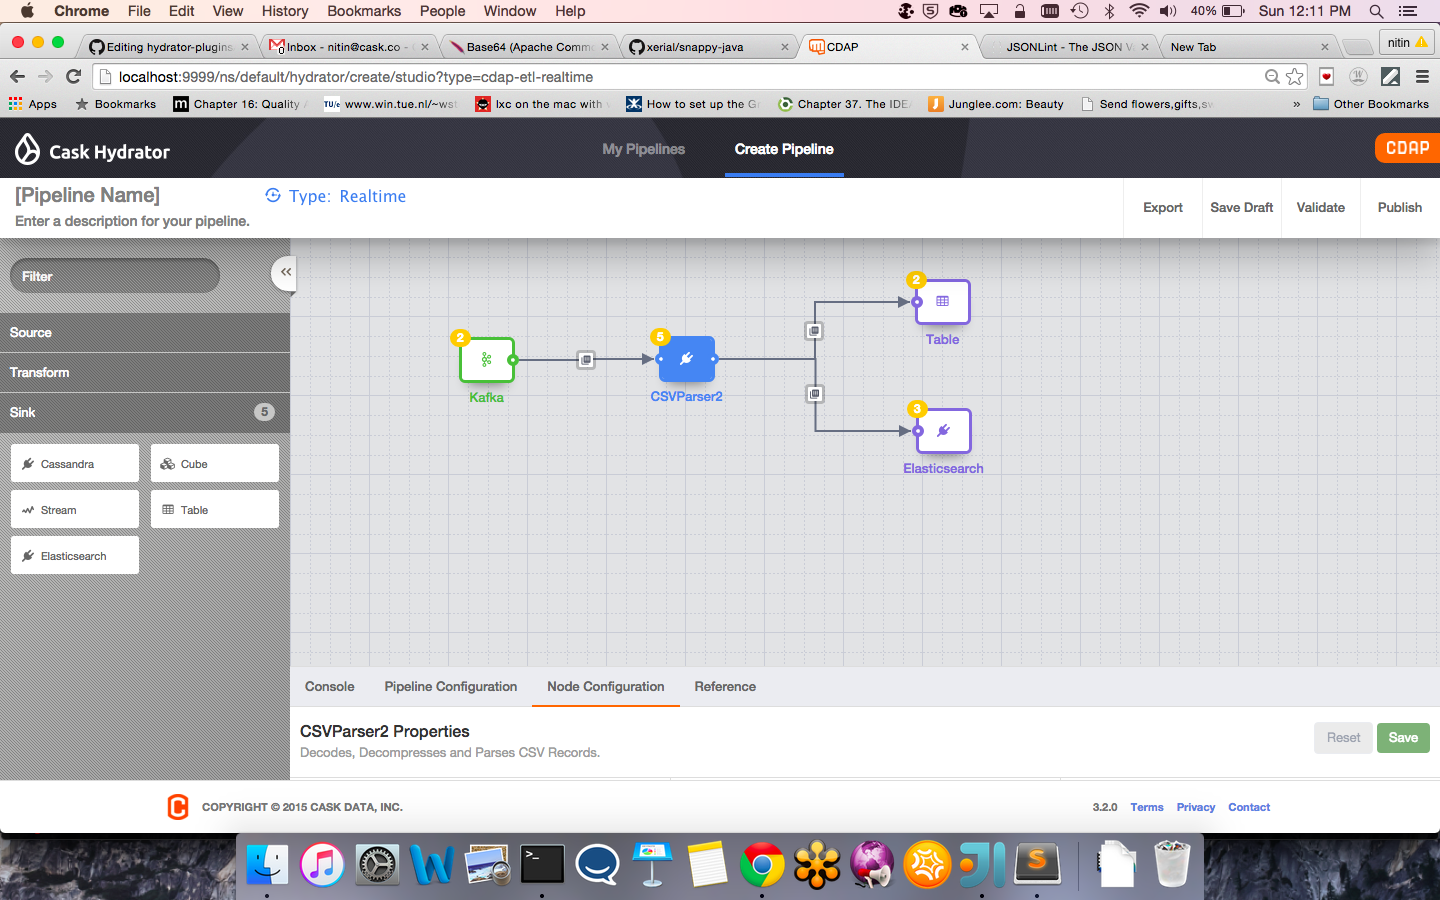 Chrome File Edit View History Bookmarks People Window Help 40% Sun 12:11 PM
Editing hydrator-plugins Inbox - nitin@cask.co - Base64 (Apache Commo xerial/snappy-java CDAP JSONLint - The JSON V New Tab nitin
localhost:9999/ns/default/hydrator/create/studio?type=cdap-etl-realtime
Apps Bookmarks Chapter 16: Quality www.win.tue.nl/~wst lxc on the mac with How to set up the Chapter 37. The IDEA Junglee.com: Beauty Send flowers,gifts,sw » Other Bookmarks
Cask Hydrator My Pipelines Create Pipeline CDAP
[Pipeline Name] Type: Realtime
Enter a description for your pipeline.
Export Save Draft Validate Publish
Filter
Source
Transform
Sink 5
Cassandra Cube
Stream Table
Elasticsearch
2
Kafka
5
CSVParser2
2
Table
3
Elasticsearch
Console Pipeline Configuration Node Configuration Reference
CSVParser2 Properties
Decodes, Decompresses and Parses CSV Records.
Reset Save
COPYRIGHT © 2015 CASK DATA, INC. 3.2.0 Terms Privacy Contact